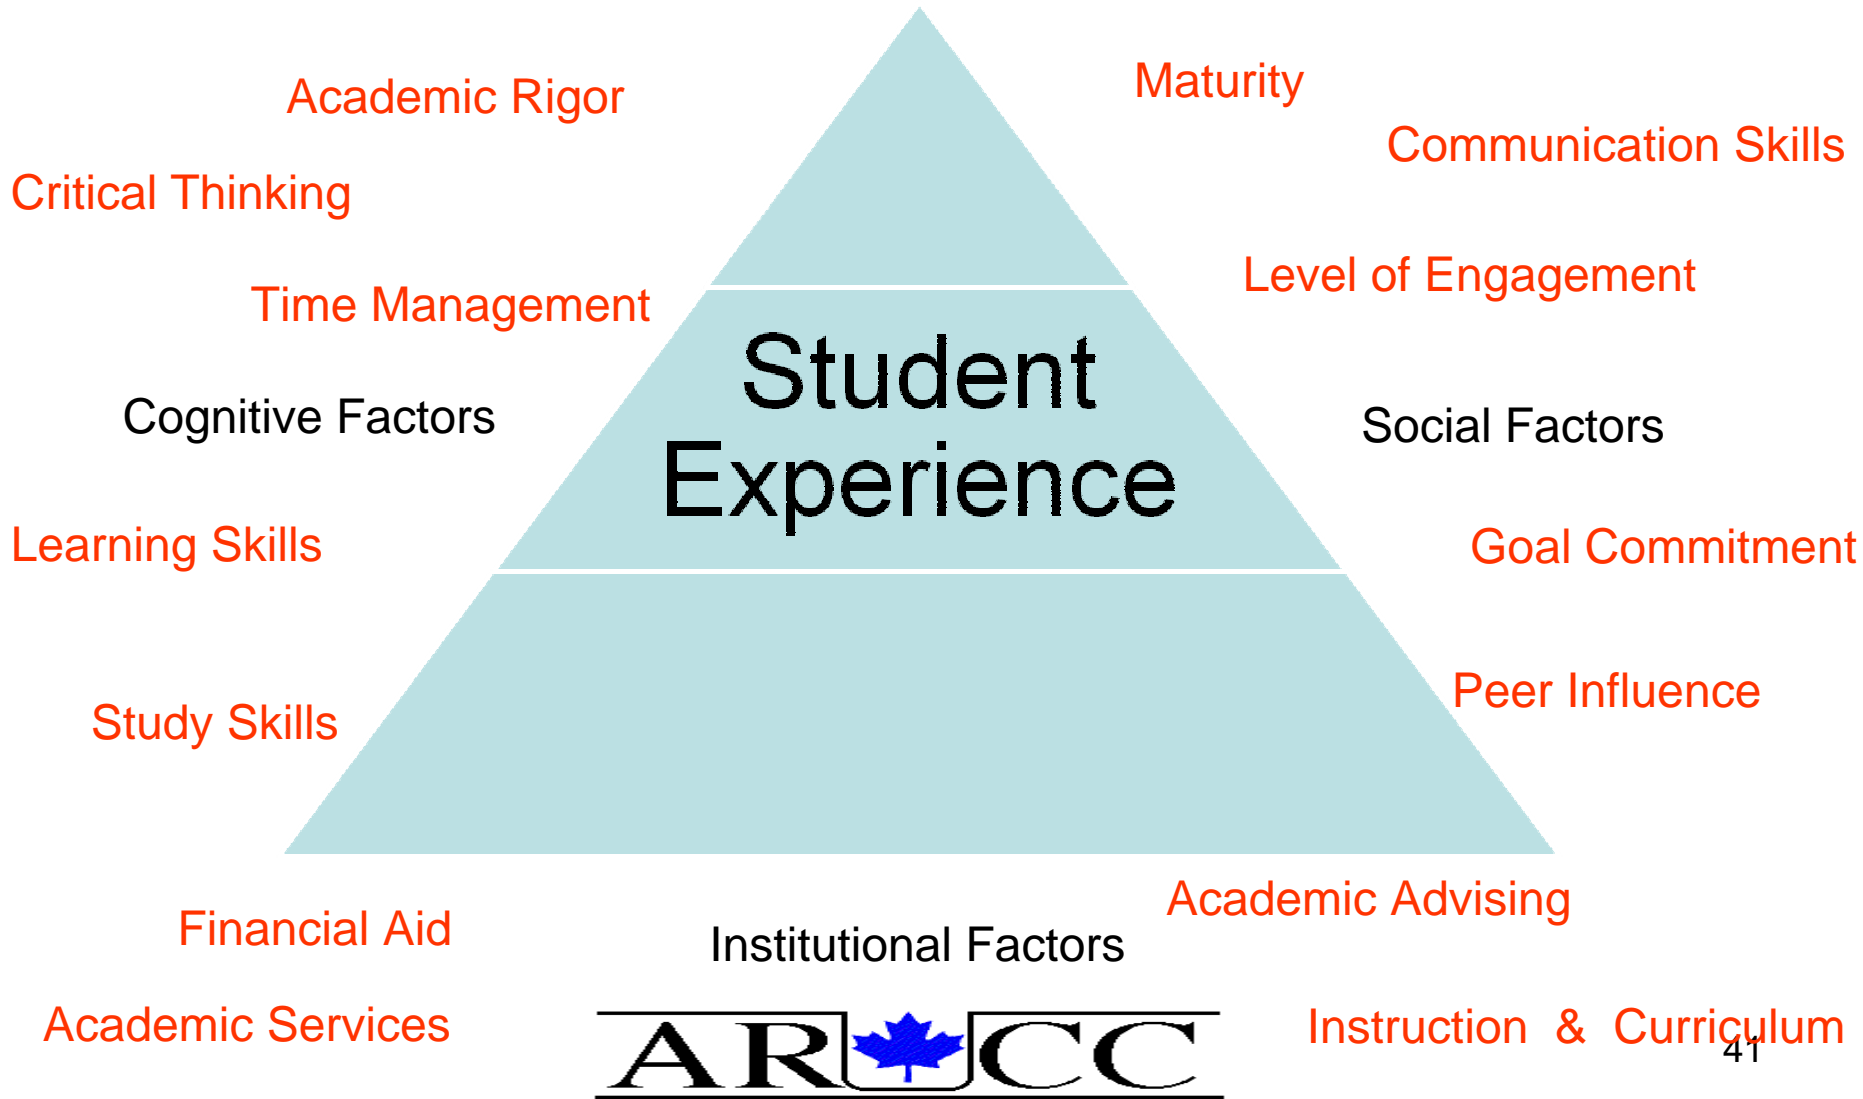 Academic Rigor
Maturity
Communication Skills
Critical Thinking
Level of Engagement
Time Management
Student
Experience
Cognitive Factors
Social Factors
Learning Skills
Goal Commitment
Peer Influence
Study Skills
Academic Advising
Financial Aid
Institutional Factors
Academic Services
Instruction & Curriculum
ARUCC
41